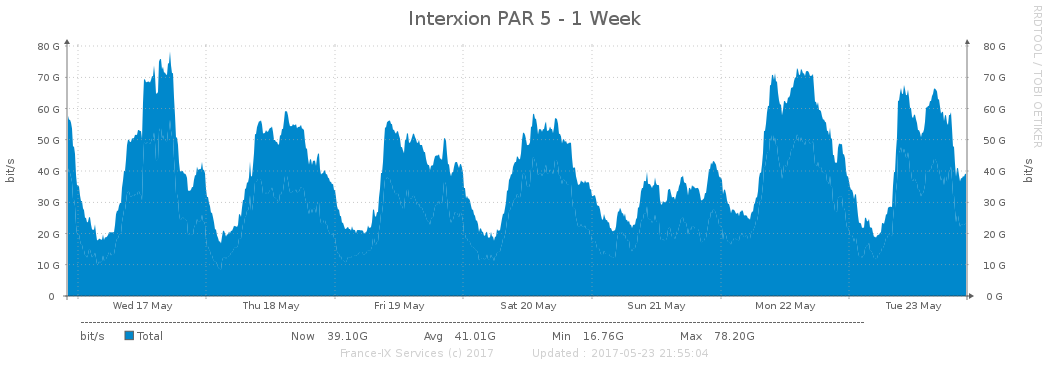 Interxion PAR 5 - 1 Week
RRDTOOL / TOBI OETIKER
bit/s
80 G 80 G
70 G 70 G
60 G 60 G
50 G 50 G
40 G 40 G
30 G 30 G
20 G 20 G
10 G 10 G
0 0 G
bit/s
Wed 17 May Thu 18 May Fri 19 May Sat 20 May Sun 21 May Mon 22 May Tue 23 May
bit/s Total Now 39.10G Avg 41.01G Min 16.76G Max 78.20G
France-IX Services (c) 2017 Updated : 2017-05-23 21:55:04